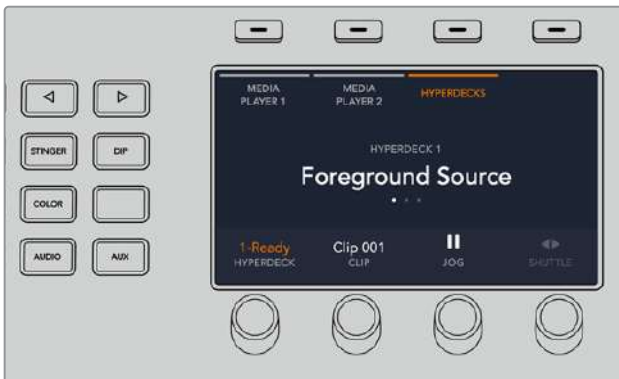 MEDIA
PLAYER 1
MEDIA
PLAYER 2
HYPERDECKS
HYPERDECK 1
Foreground Source
1-Ready
HYPERDECK
Clip 001
CLIP
JOG
SHUTTLE
STINGER
DIP
COLOR
AUDIO
AUX